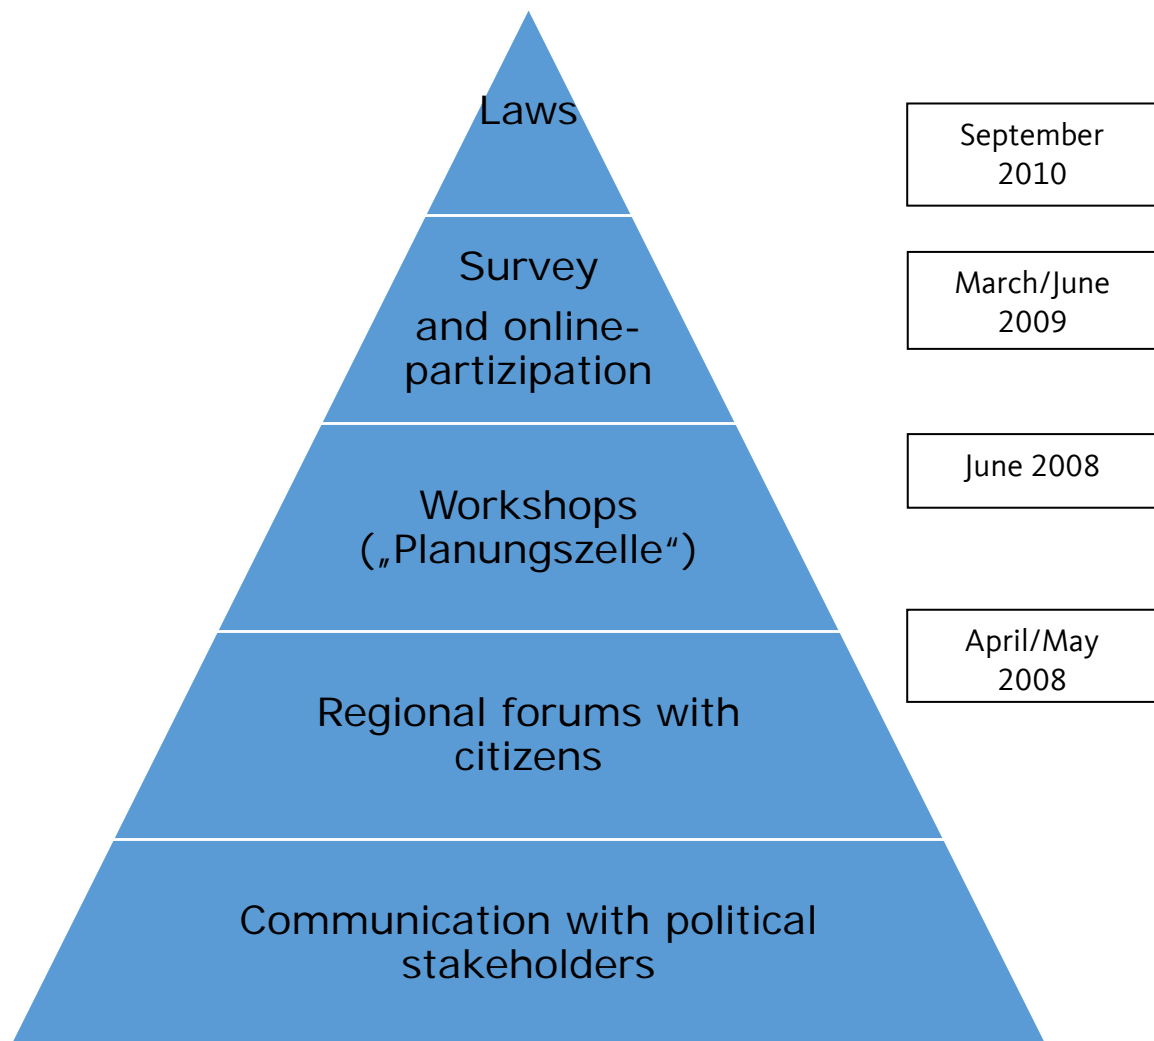 Laws
September
2010
Survey
and online-
partizipation
March/June
2009
Workshops
(„Planungszelle“)
June 2008
Regional forums with
citizens
April/May
2008
Communication with political
stakeholders